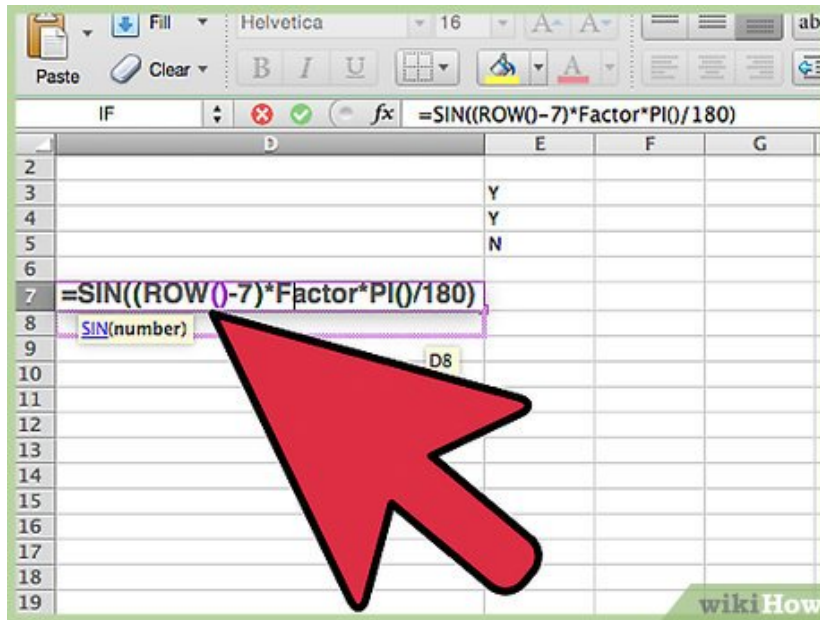 Fill Helvetica 16 A A ab
Paste Clear B I U A
IF fx =SIN((ROW()-7)*Factor*PI()/180)
D E F G
2
3 Y
4 Y
5 N
6
7 =SIN((ROW()-7)*Factor*PI()/180)
8 SIN(number)
9 D8
10
11
12
13
14
15
16
17
18
19
wikiHow